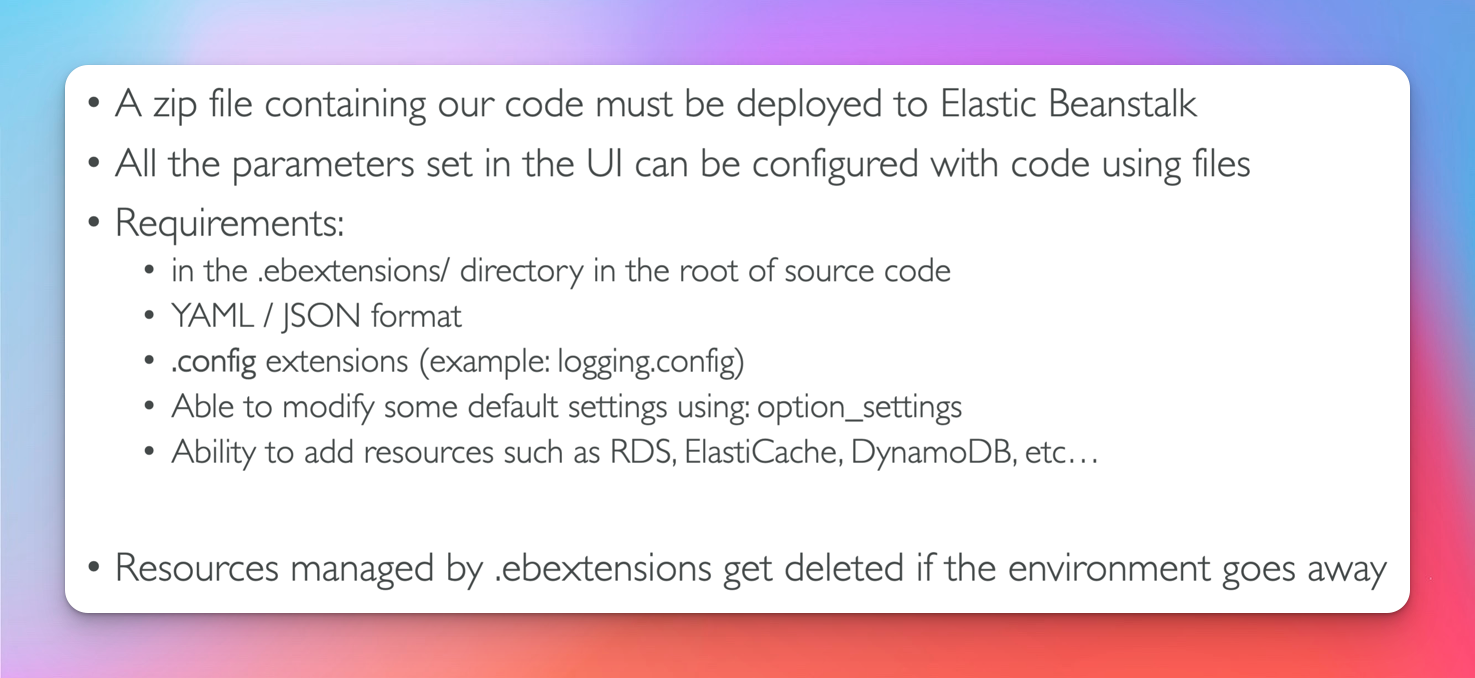 • A zip file containing our code must be deployed to Elastic Beanstalk
• All the parameters set in the UI can be configured with code using files
• Requirements:
• in the .ebextensions/ directory in the root of source code
• YAML / JSON format
• .config extensions (example: logging.config)
• Able to modify some default settings using: option_settings
• Ability to add resources such as RDS, ElastiCache, DynamoDB, etc…
• Resources managed by .ebextensions get deleted if the environment goes away